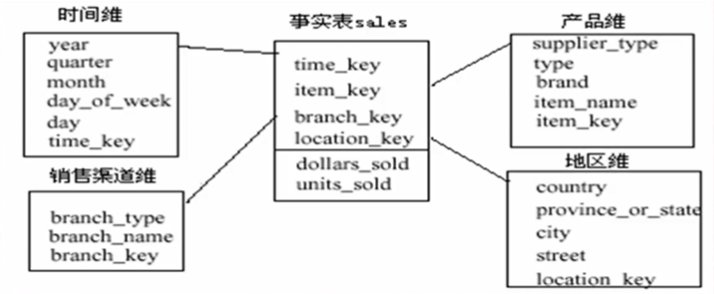 时间维
year
quarter
month
day_of_week
day
time_key
事实表sales
time_key
item_key
branch_key
location_key
dollars_sold
units_sold
产品维
supplier_type
type
brand
item_name
item_key
销售渠道维
branch_type
branch_name
branch_key
地区维
country
province_or_state
city
street
location_key